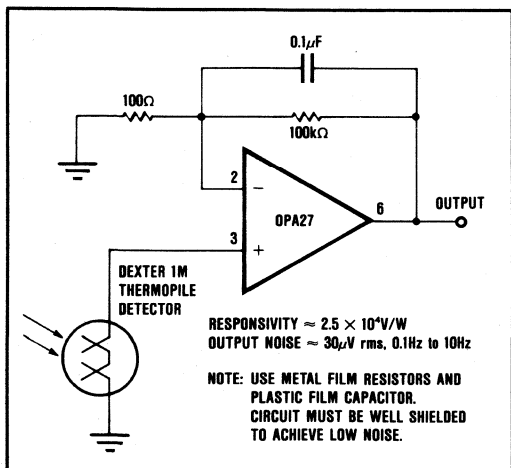 0.1µF
100Ω
100kΩ
2
−
6
OUTPUT
OPA27
3
+
DEXTER 1M
THERMOPILE
DETECTOR
RESPONSIVITY ≈ 2.5 × 10⁴V/W
OUTPUT NOISE ≈ 30µV rms, 0.1Hz to 10Hz
NOTE: USE METAL FILM RESISTORS AND
PLASTIC FILM CAPACITOR.
CIRCUIT MUST BE WELL SHIELDED
TO ACHIEVE LOW NOISE.